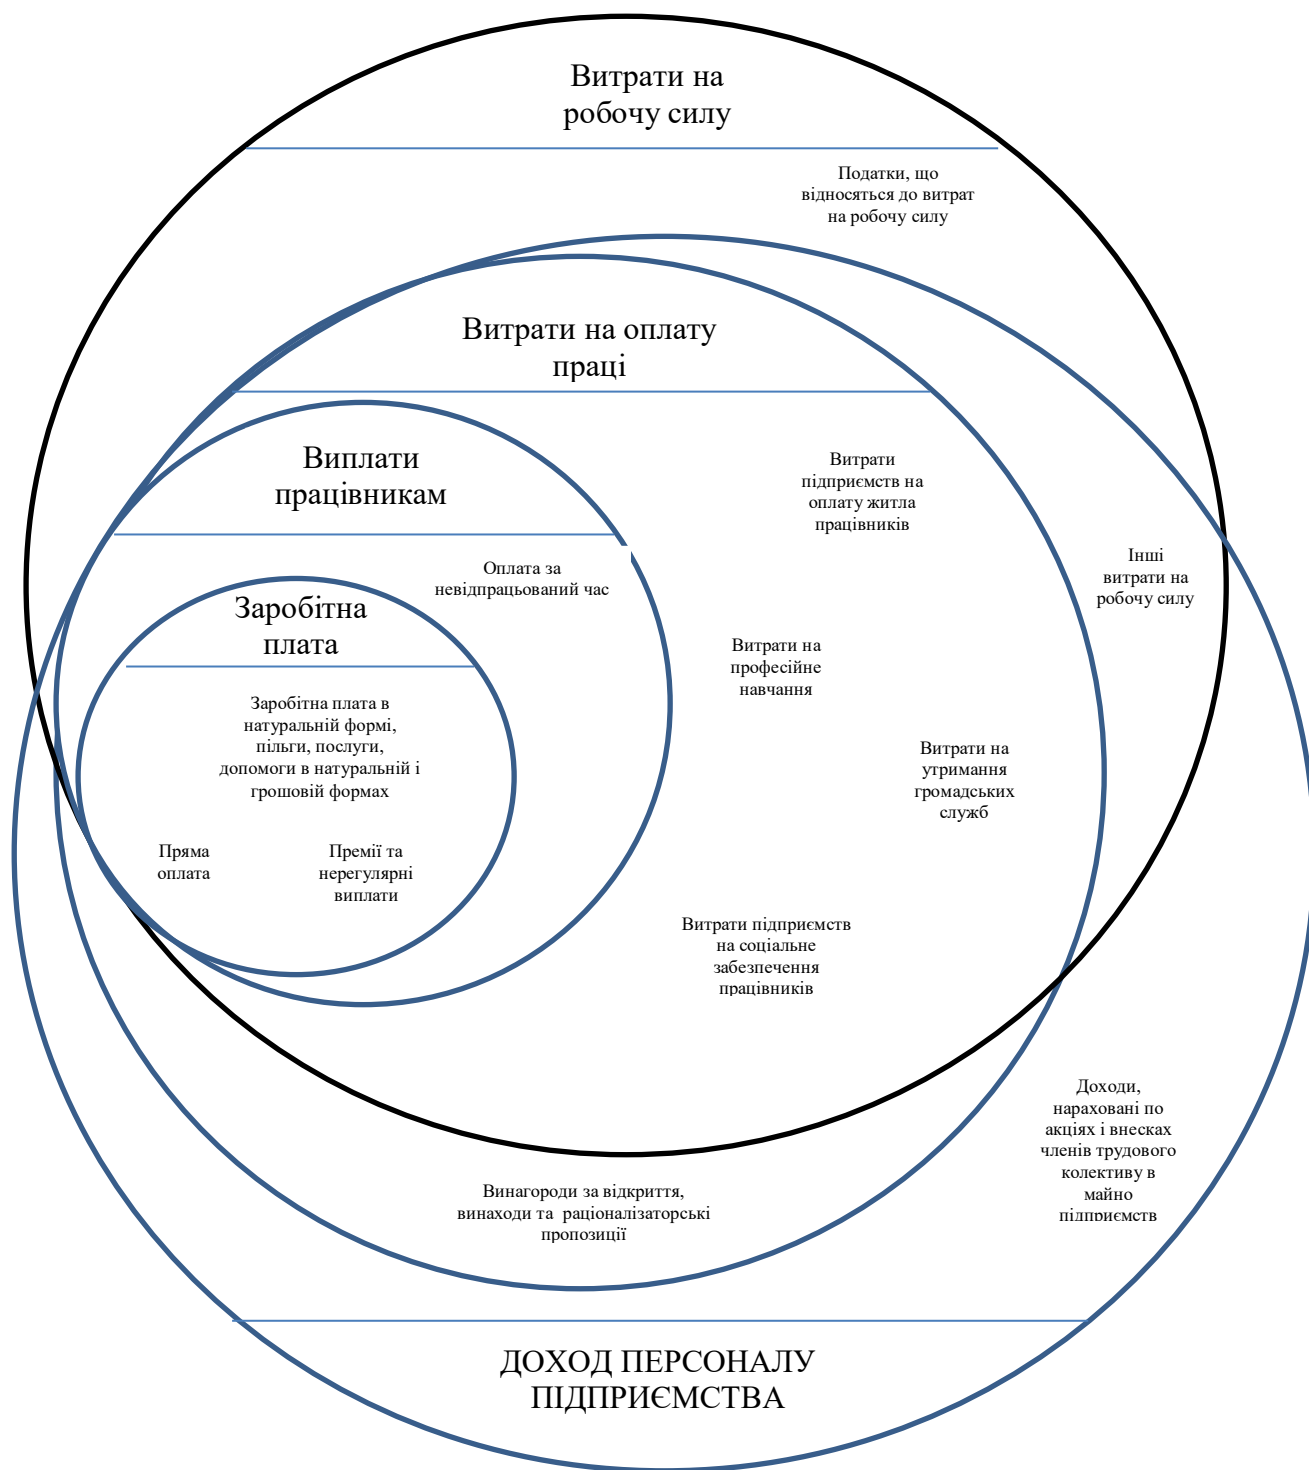 Витрати на
робочу силу
Податки, що
відносяться до витрат
на робочу силу
Витрати на оплату
праці
Виплати
працівникам
Витрати
підприємств на
оплату житла
працівників
Оплата за
невідпрацьований час
Інші
витрати на
робочу силу
Заробітна
плата
Витрати на
професійне
навчання
Заробітна плата в
натуральній формі,
пільги, послуги,
допомоги в натуральній і
грошовій формах
Витрати на
утримання
громадських
служб
Пряма
оплата
Премії та
нерегулярні
виплати
Витрати підприємств
на соціальне
забезпечення
працівників
Доходи,
нараховані по
акціях і внесках
членів трудового
колективу в
майно
підприємств
Винагороди за відкриття,
винаходи та раціоналізаторські
пропозиції
ДОХОД ПЕРСОНАЛУ
ПІДПРИЄМСТВА